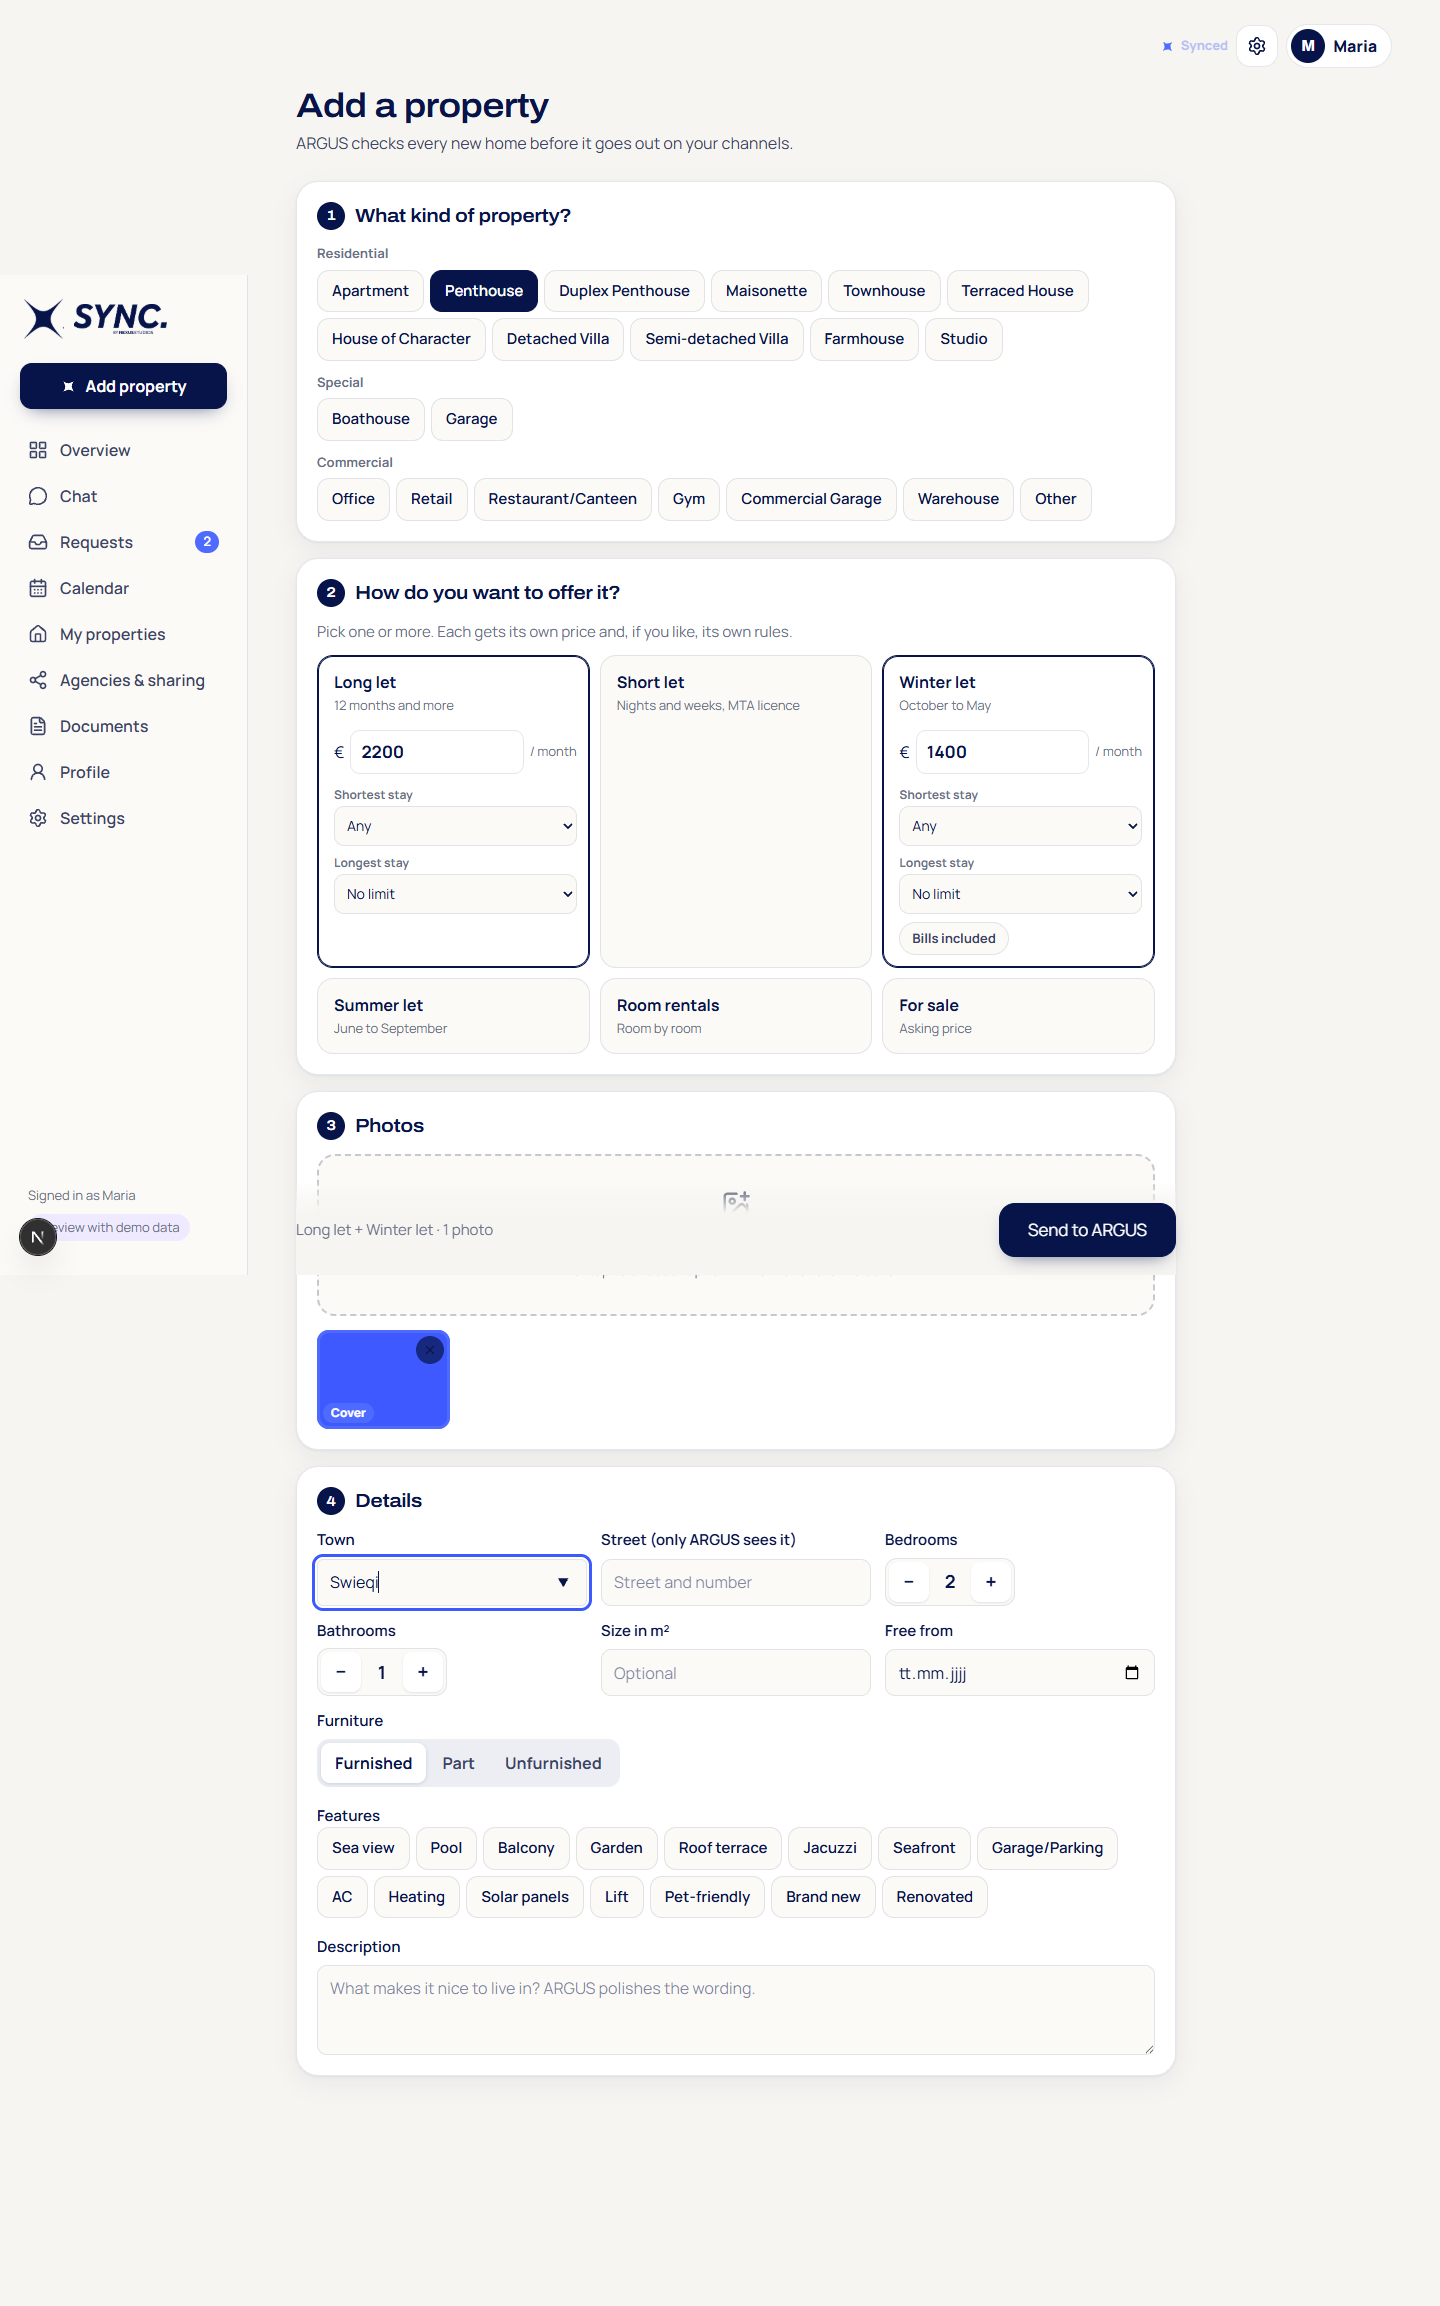 Synced
M
Maria
Add a property
ARGUS checks every new home before it goes out on your channels.
1 What kind of property?
Residential
Apartment Penthouse Duplex Penthouse Maisonette Townhouse Terraced House
House of Character Detached Villa Semi-detached Villa Farmhouse Studio
Special
Boathouse Garage
Commercial
Office Retail Restaurant/Canteen Gym Commercial Garage Warehouse Other
SYNC.
BY NEXUS STUDIOS
Add property
Overview
Chat
Requests 2
Calendar
My properties
Agencies & sharing
Documents
Profile
Settings
Signed in as Maria
eview with demo data
N
2 How do you want to offer it?
Pick one or more. Each gets its own price and, if you like, its own rules.
Long let
12 months and more
€ 2200 / month
Shortest stay
Any
Longest stay
No limit
Short let
Nights and weeks, MTA licence
Winter let
October to May
€ 1400 / month
Shortest stay
Any
Longest stay
No limit
Bills included
Summer let
June to September
Room rentals
Room by room
For sale
Asking price
3 Photos
Long let + Winter let · 1 photo
Send to ARGUS
Cover
4 Details
Town
Swieqi
Street (only ARGUS sees it)
Street and number
Bedrooms
− 2 +
Bathrooms
− 1 +
Size in m²
Optional
Free from
tt.mm.jjjj
Furniture
Furnished Part Unfurnished
Features
Sea view Pool Balcony Garden Roof terrace Jacuzzi Seafront Garage/Parking
AC Heating Solar panels Lift Pet-friendly Brand new Renovated
Description
What makes it nice to live in? ARGUS polishes the wording.